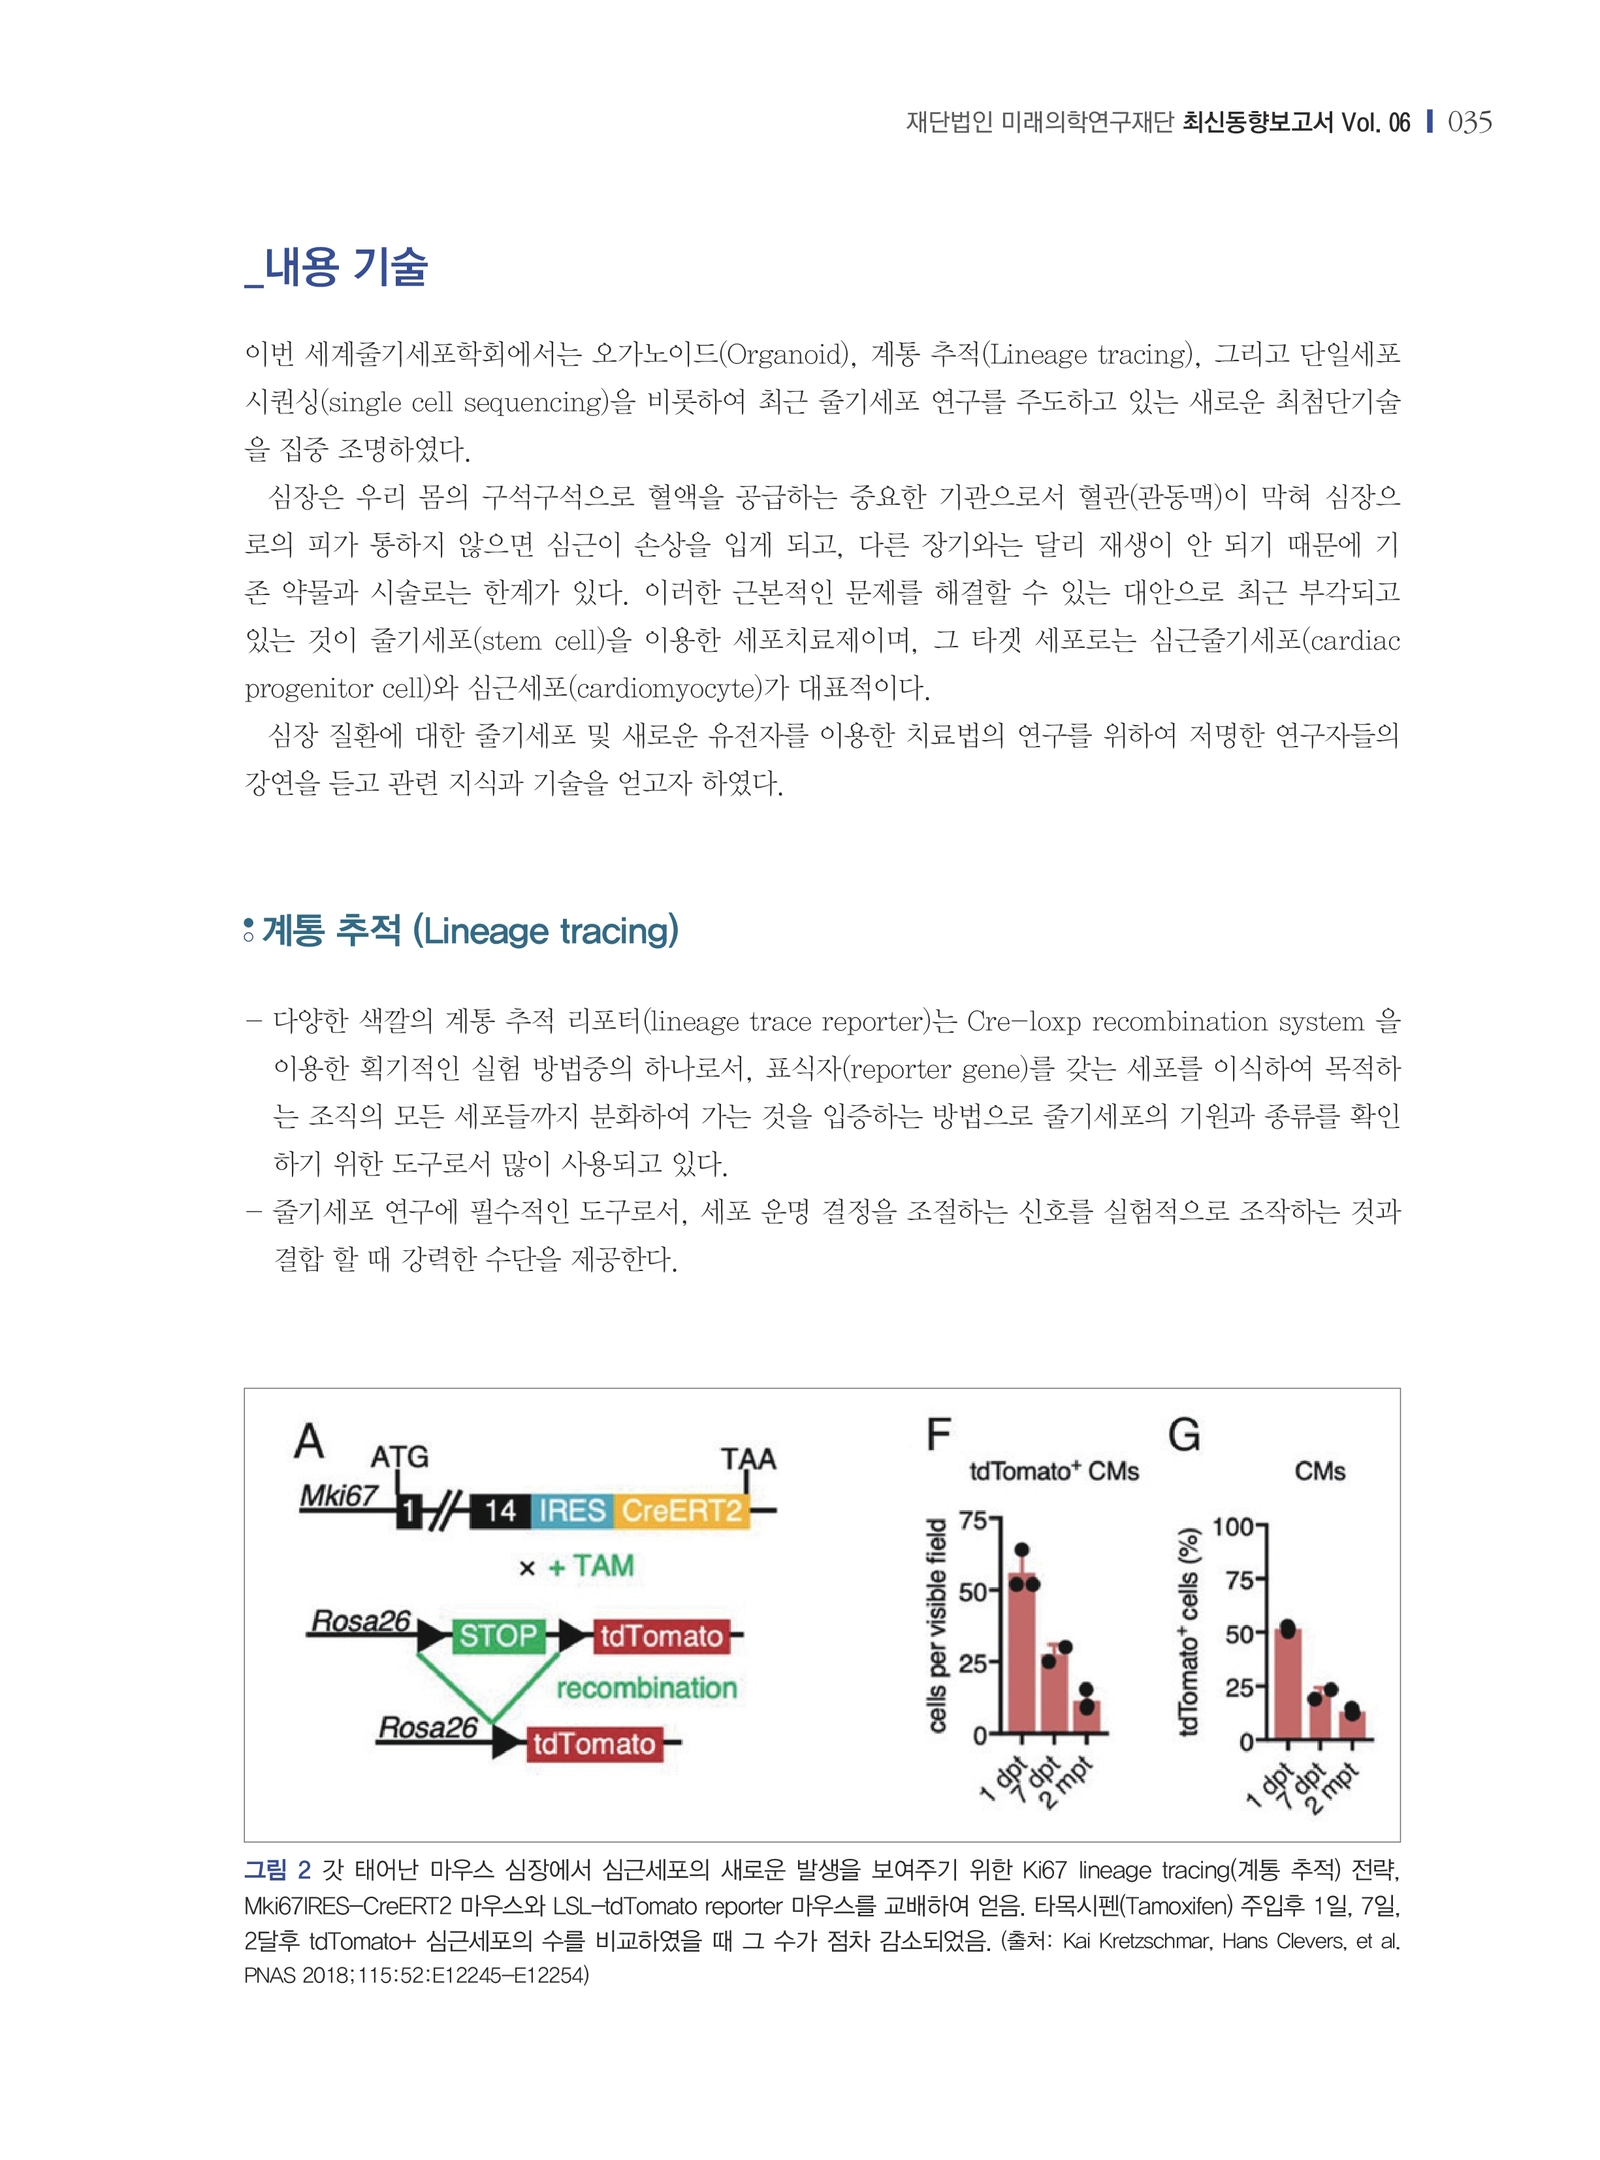 재단법인 미래의학연구재단 최신동향보고서 Vol. 06 035
_내용 기술
이번 세계줄기세포학회에서는 오가노이드(Organoid), 계통 추적(Lineage tracing), 그리고 단일세포
시퀀싱(single cell sequencing)을 비롯하여 최근 줄기세포 연구를 주도하고 있는 새로운 최첨단기술
을 집중 조명하였다.
심장은 우리 몸의 구석구석으로 혈액을 공급하는 중요한 기관으로서 혈관(관동맥)이 막혀 심장으
로의 피가 통하지 않으면 심근이 손상을 입게 되고, 다른 장기와는 달리 재생이 안 되기 때문에 기
존 약물과 시술로는 한계가 있다. 이러한 근본적인 문제를 해결할 수 있는 대안으로 최근 부각되고
있는 것이 줄기세포(stem cell)을 이용한 세포치료제이며, 그 타겟 세포로는 심근줄기세포(cardiac
progenitor cell)와 심근세포(cardiomyocyte)가 대표적이다.
심장 질환에 대한 줄기세포 및 새로운 유전자를 이용한 치료법의 연구를 위하여 저명한 연구자들의
강연을 듣고 관련 지식과 기술을 얻고자 하였다.
계통 추적 (Lineage tracing)
– 다양한 색깔의 계통 추적 리포터(lineage trace reporter)는 Cre-loxp recombination system 을
이용한 획기적인 실험 방법중의 하나로서, 표식자(reporter gene)를 갖는 세포를 이식하여 목적하
는 조직의 모든 세포들까지 분화하여 가는 것을 입증하는 방법으로 줄기세포의 기원과 종류를 확인
하기 위한 도구로서 많이 사용되고 있다.
– 줄기세포 연구에 필수적인 도구로서, 세포 운명 결정을 조절하는 신호를 실험적으로 조작하는 것과
결합 할 때 강력한 수단을 제공한다.
A
ATG TAA
Mki67 1 14 IRES CreERT2
× + TAM
Rosa26 STOP tdTomato
recombination
Rosa26 tdTomato
F
tdTomato+ CMs
cells per visible field
75
50
25
0
1 dpt
7 dpt
2 mpt
G
CMs
tdTomato+ cells (%)
100
75
50
25
0
1 dpt
7 dpt
2 mpt
그림 2 갓 태어난 마우스 심장에서 심근세포의 새로운 발생을 보여주기 위한 Ki67 lineage tracing(계통 추적) 전략,
Mki67IRES-CreERT2 마우스와 LSL-tdTomato reporter 마우스를 교배하여 얻음. 타목시펜(Tamoxifen) 주입후 1일, 7일,
2달후 tdTomato+ 심근세포의 수를 비교하였을 때 그 수가 점차 감소되었음. (출처: Kai Kretzschmar, Hans Clevers, et al.
PNAS 2018;115:52:E12245-E12254)